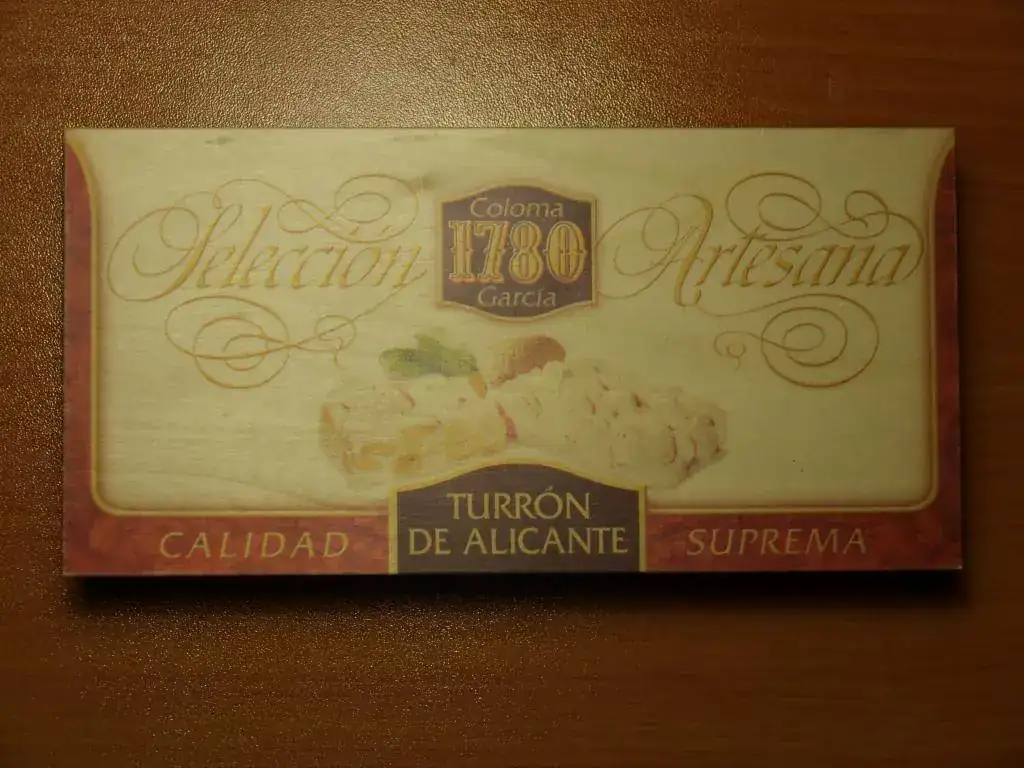 Selección
Coloma
1780
García
Artesana
TURRÓN
DE ALICANTE
CALIDAD
SUPREMA